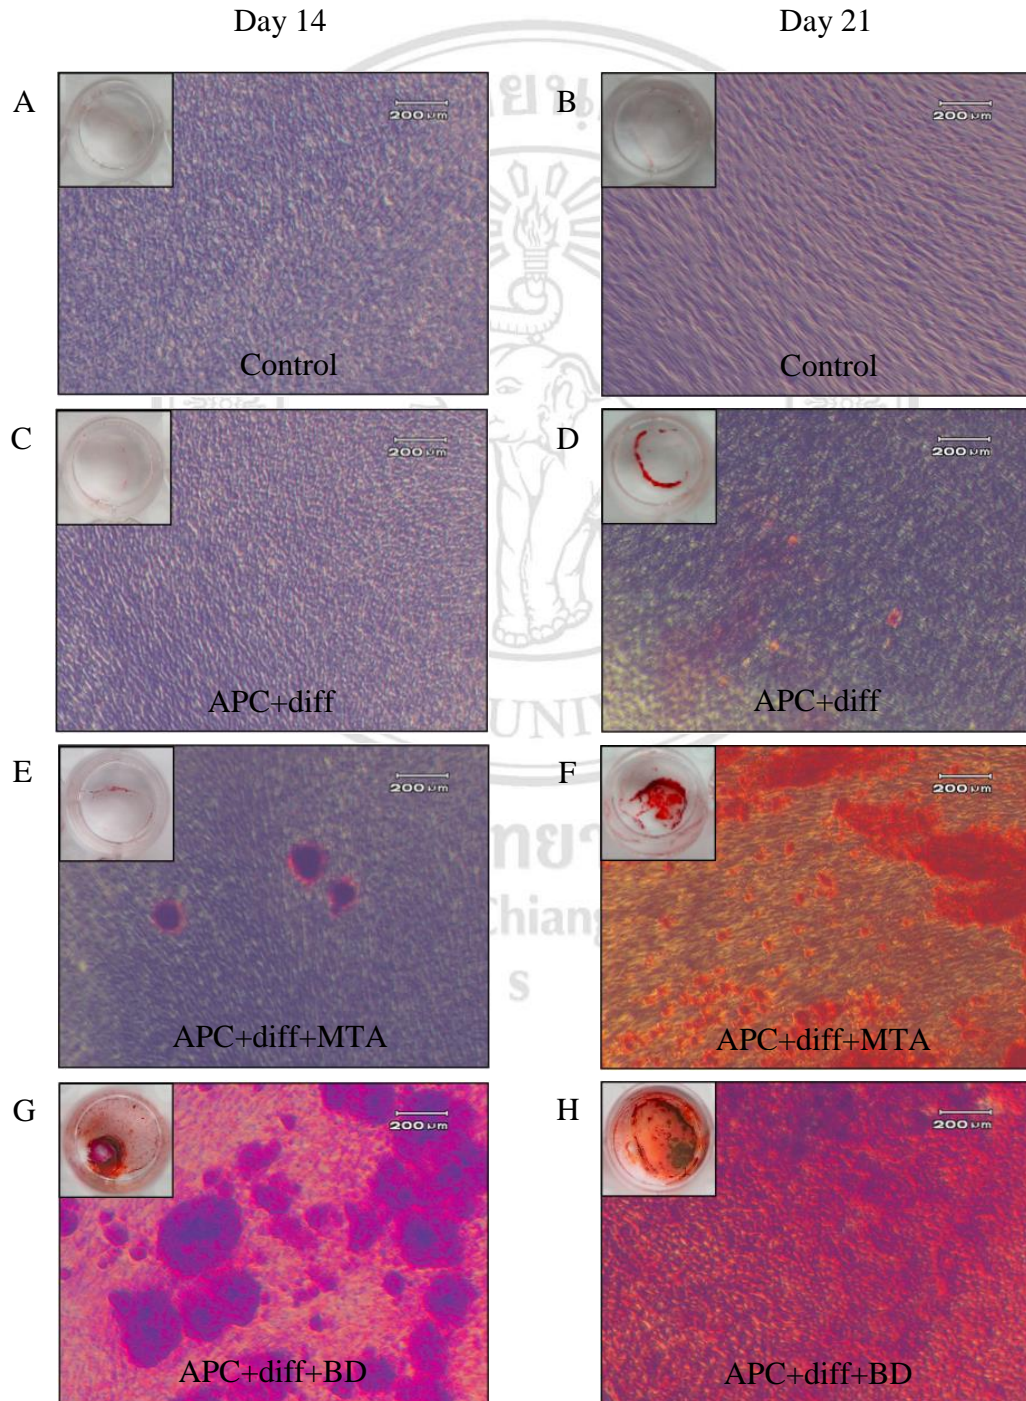 Day 14 Day 21
A 200 μm B 200 μm
Control Control
C 200 μm D 200 μm
APC+diff APC+diff
E 200 μm F 200 μm
APC+diff+MTA APC+diff+MTA
Chiang
G 200 μm H 200 μm
APC+diff+BD APC+diff+BD